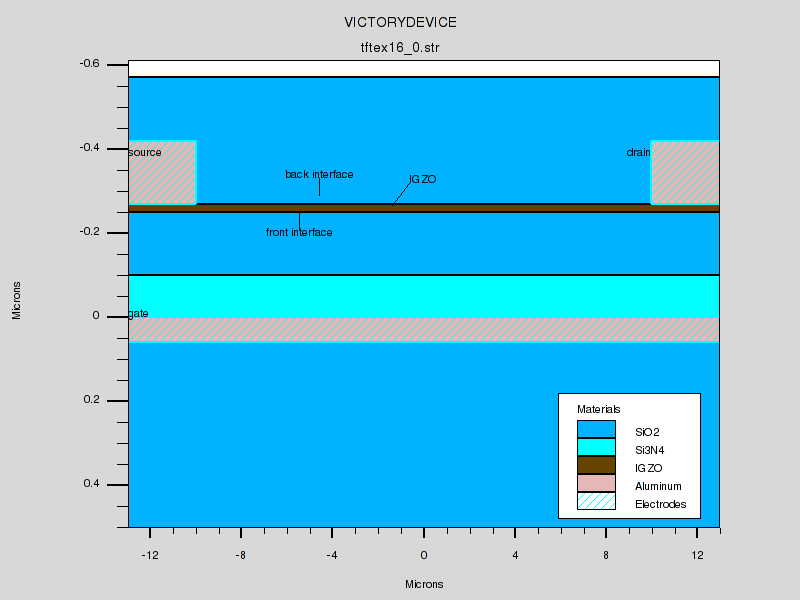 VICTORYDEVICE
tftex16_0.str
-0.6
-0.4
-0.2
0
0.2
0.4
Microns
source
drain
back interface
IGZO
front interface
gate
Materials
SiO2
Si3N4
IGZO
Aluminum
Electrodes
-12
-8
-4
0
4
8
12
Microns